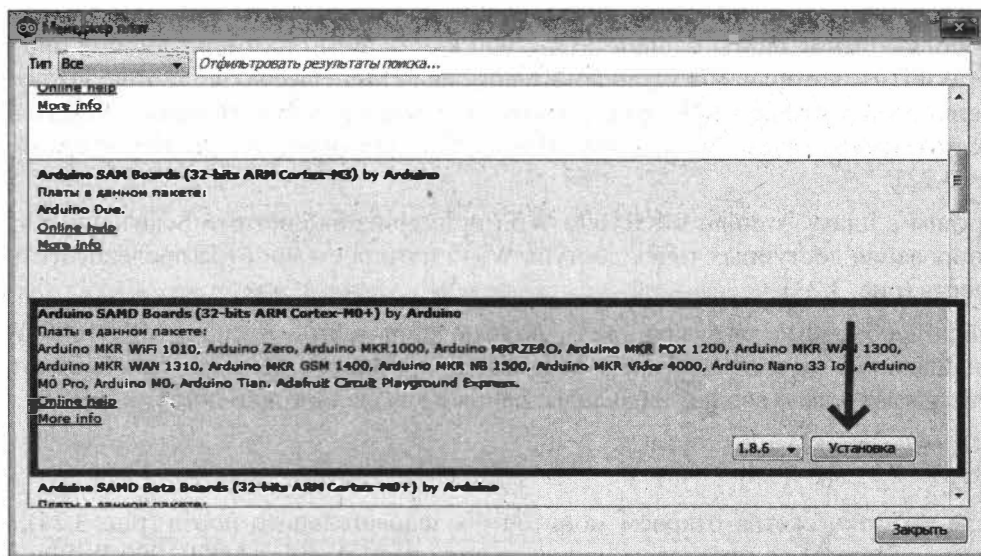 Менеджер плат
Тип Все Отфильтровать результаты поиска...
Online help
More info
Arduino SAM Boards (32-bits ARM Cortex-M3) by Arduino
Платы в данном пакете:
Arduino Due.
Online help
More info
Arduino SAMD Boards (32-bits ARM Cortex-M0+) by Arduino
Платы в данном пакете:
Arduino MKR WiFi 1010, Arduino Zero, Arduino MKR1000, Arduino MKRZERO, Arduino MKR FOX 1200, Arduino MKR WAN 1300,
Arduino MKR WAN 1310, Arduino MKR GSM 1400, Arduino MKR NB 1500, Arduino MKR Vidor 4000, Arduino Nano 33 IoT, Arduino
M0 Pro, Arduino M0, Arduino Tian, Adafruit Circuit Playground Express.
Online help
More info
1.8.6 Установка
Arduino SAMD Beta Boards (32-bits ARM Cortex-M0+) by Arduino
Платы в данном пакете:
Закрыть